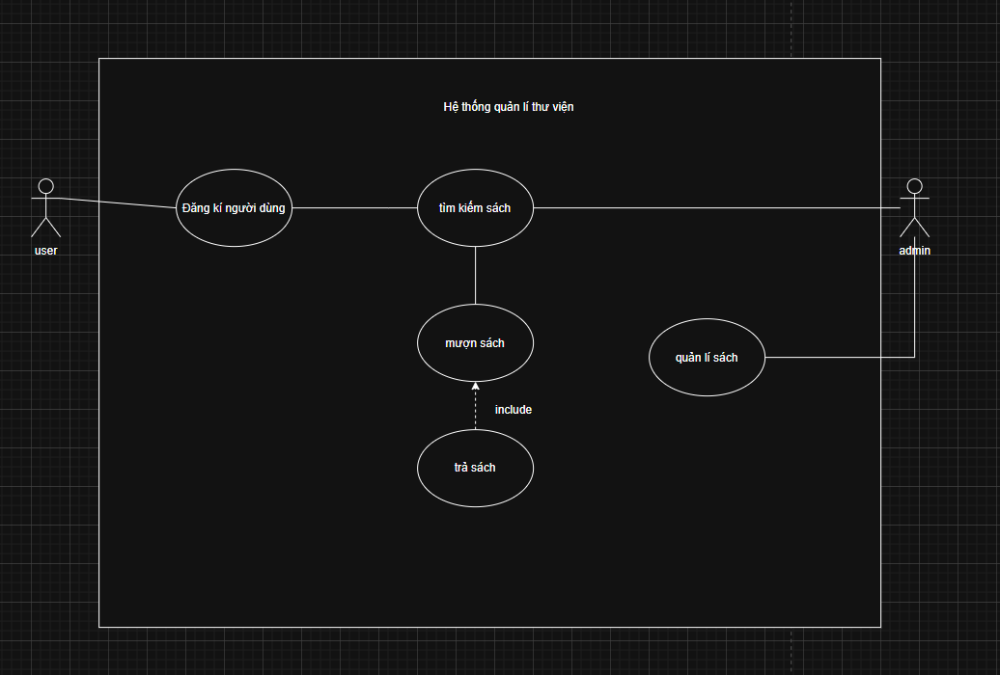 Hệ thống quản lí thư viện
Đăng kí người dùng
tìm kiếm sách
user
admin
mượn sách
quản lí sách
include
trả sách